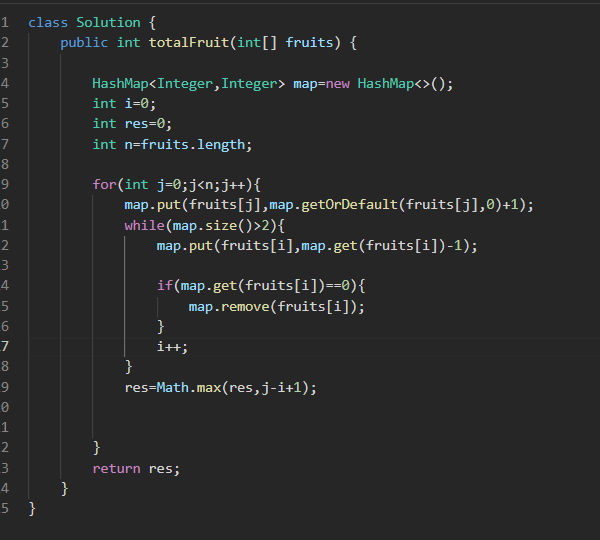 1 class Solution {
2     public int totalFruit(int[] fruits) {
3
4         HashMap<Integer,Integer> map=new HashMap<>();
5         int i=0;
6         int res=0;
7         int n=fruits.length;
8
9         for(int j=0;j<n;j++){
0             map.put(fruits[j],map.getOrDefault(fruits[j],0)+1);
1             while(map.size()>2){
2                 map.put(fruits[i],map.get(fruits[i])-1);
3
4                 if(map.get(fruits[i])==0){
5                     map.remove(fruits[i]);
6                 }
7                 i++;
8             }
9             res=Math.max(res,j-i+1);
0
1
2         }
3         return res;
4     }
5 }